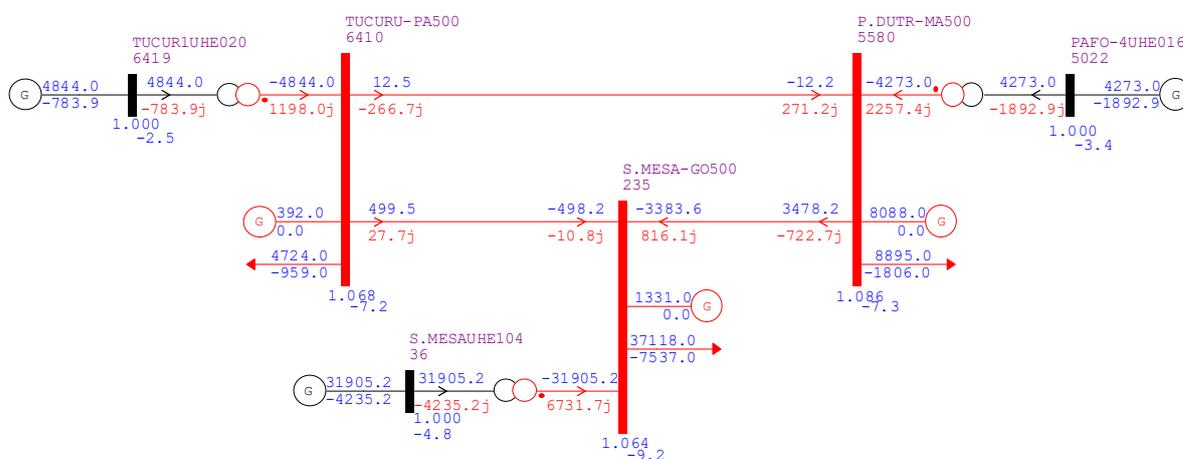 TUCURU-PA500
6410
P.DUTR-MA500
5580
TUCUR1UHE020
6419
PAFO-4UHE016
5022
G
4844.0
-783.9
4844.0
-783.9j
-4844.0
1198.0j
12.5
-266.7j
-12.2
271.2j
-4273.0
2257.4j
4273.0
-1892.9j
4273.0
-1892.9
G
1.000
-2.5
1.000
-3.4
S.MESA-GO500
235
G
392.0
0.0
499.5
27.7j
-498.2
-10.8j
-3383.6
816.1j
3478.2
-722.7j
8088.0
0.0
G
4724.0
-959.0
8895.0
-1806.0
1.068
-7.2
1.086
-7.3
1331.0
0.0
G
37118.0
-7537.0
S.MESAUHE104
36
G
31905.2
-4235.2
31905.2
-4235.2j
-31905.2
6731.7j
1.000
-4.8
1.064
-9.2